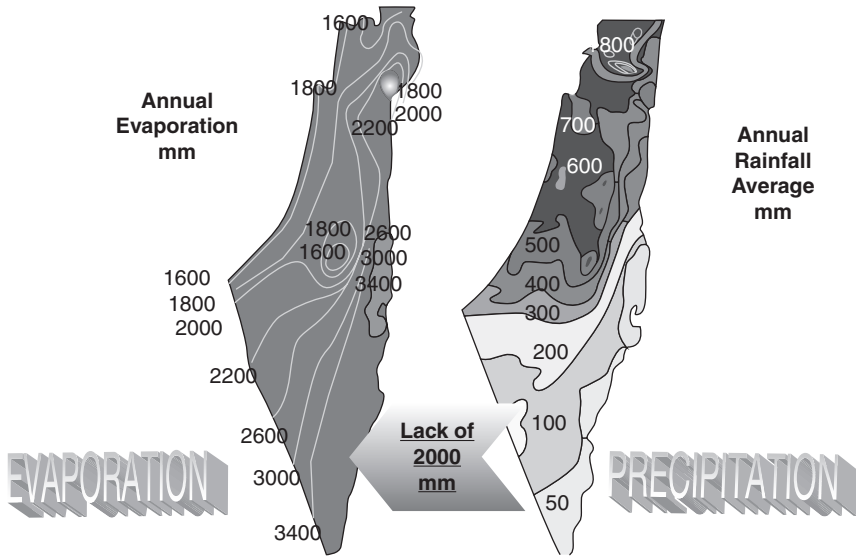 1600
1800
Annual
Evaporation
mm
1800
2000
2200
1800
1600
2600
3000
3400
1600
1800
2000
2200
2600
3000
3400
EVAPORATION
Lack of
2000
mm
800
700
600
Annual
Rainfall
Average
mm
500
400
300
200
100
50
PRECIPITATION